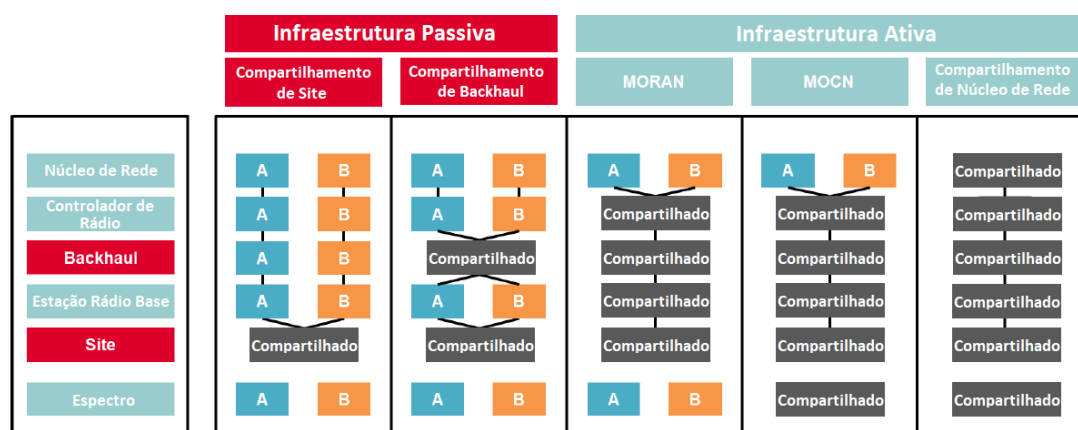 Infraestrutura Passiva
Infraestrutura Ativa
Compartilhamento
de Site
Compartilhamento
de Backhaul
MORAN
MOCN
Compartilhamento
de Núcleo de Rede
Núcleo de Rede
A
B
A
B
A
B
A
B
Compartilhado
Controlador de
Rádio
A
B
A
B
Compartilhado
Compartilhado
Compartilhado
Backhaul
A
B
Compartilhado
Compartilhado
Compartilhado
Compartilhado
Estação Rádio Base
A
B
A
B
Compartilhado
Compartilhado
Compartilhado
Site
Compartilhado
Compartilhado
Compartilhado
Compartilhado
Compartilhado
Espectro
A
B
A
B
A
B
Compartilhado
Compartilhado